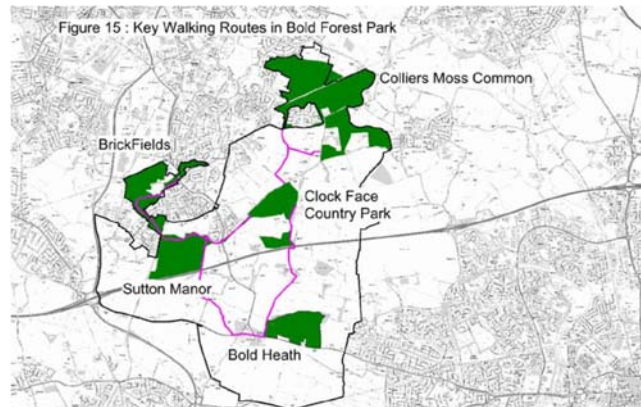 Figure 15 : Key Walking Routes in Bold Forest Park
Colliers Moss Common
BrickFields
Clock Face
Country Park
Sutton Manor
Bold Heath